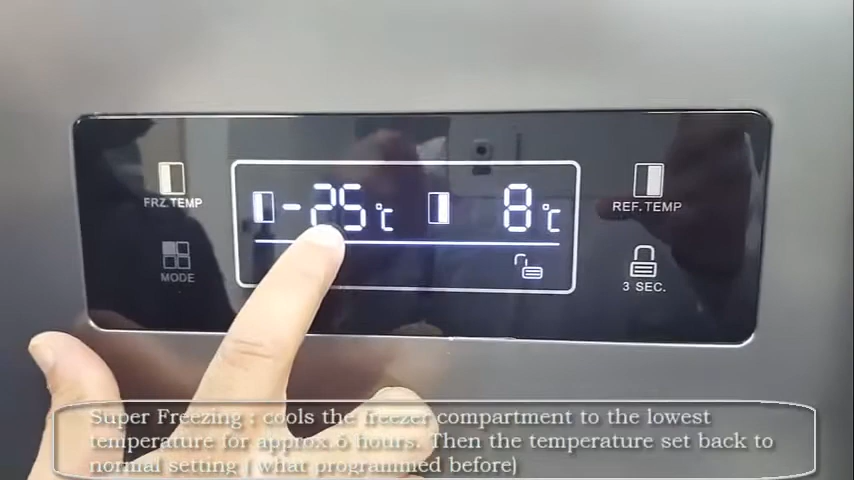 -25 °C 8 °C
FRZ.TEMP
REF.TEMP
MODE
3 SEC.
Super Freezing : cools the freezer compartment to the lowest
temperature for approx.6 hours. Then the temperature set back to
normal setting ( what programmed before)